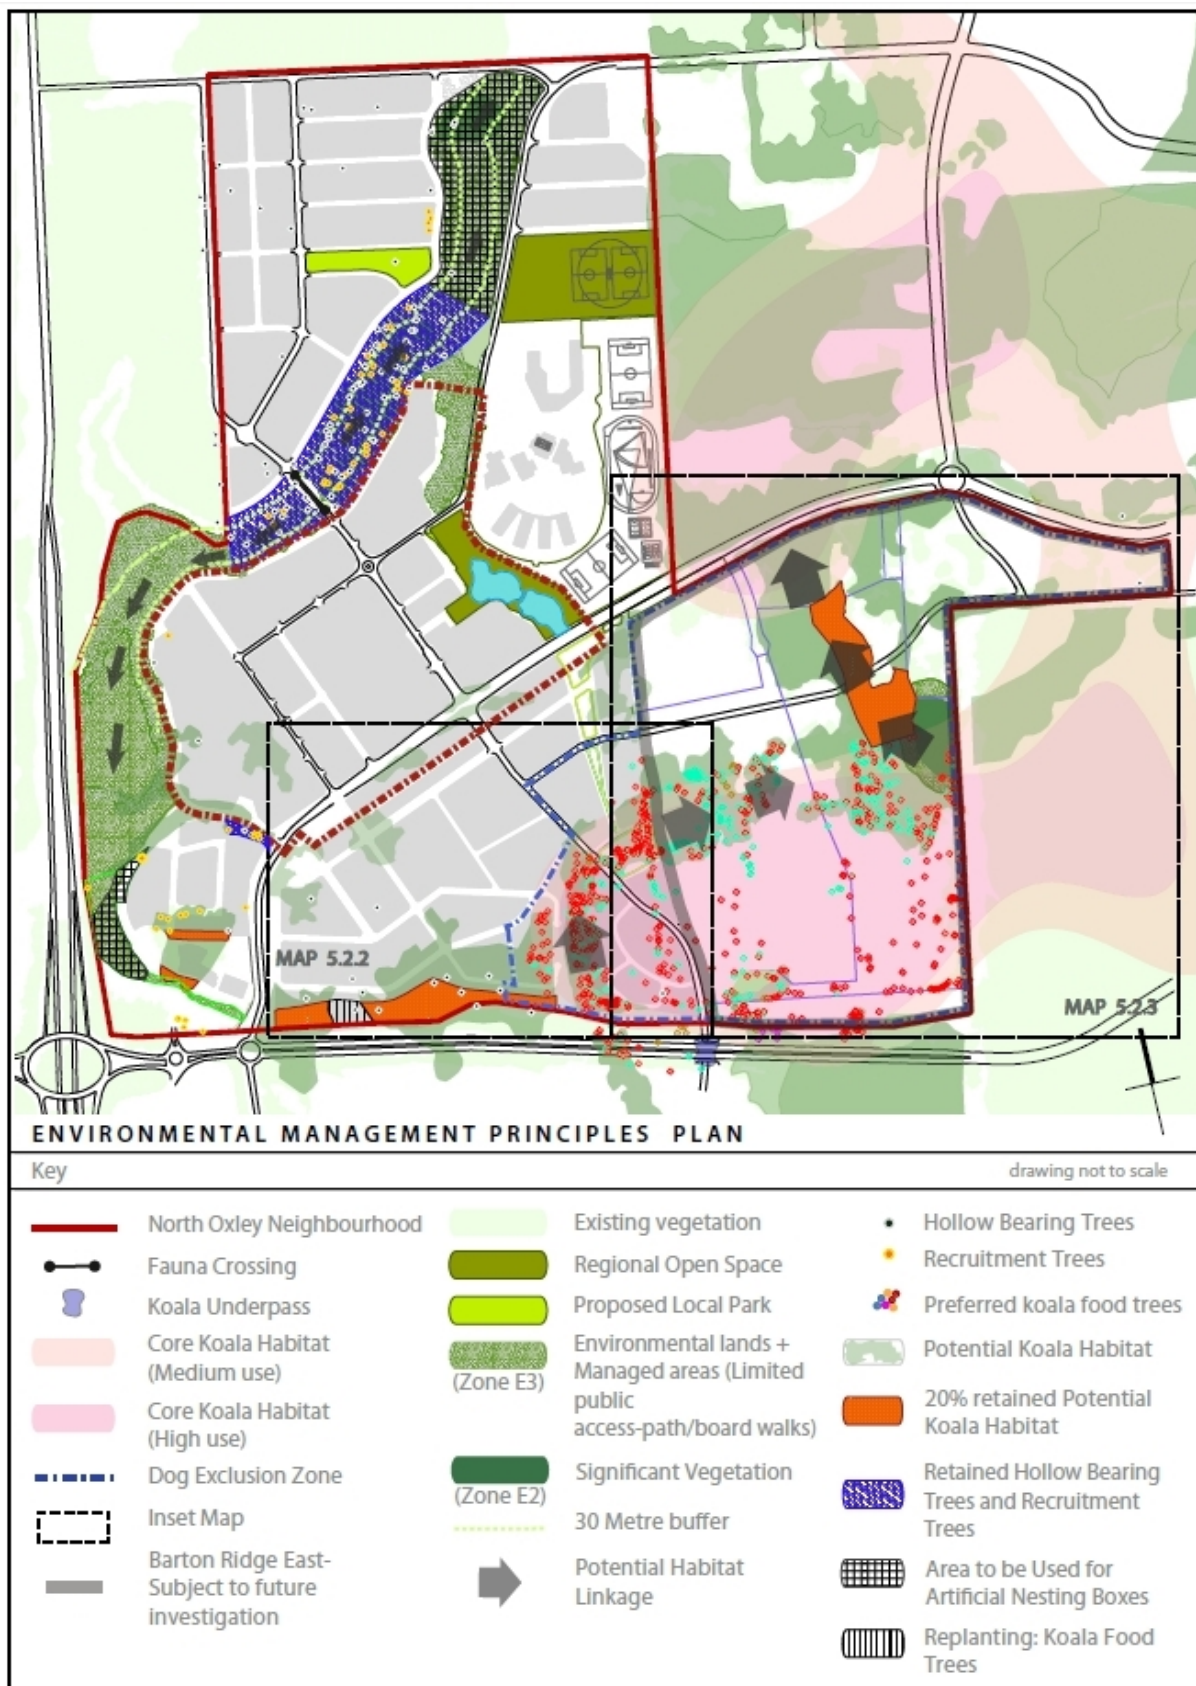 MAP 5.2.2
MAP 5.2.3
ENVIRONMENTAL MANAGEMENT PRINCIPLES PLAN
Key
drawing not to scale
North Oxley Neighbourhood
Fauna Crossing
Koala Underpass
Core Koala Habitat
(Medium use)
Core Koala Habitat
(High use)
Dog Exclusion Zone
Inset Map
Barton Ridge East-
Subject to future
investigation
Existing vegetation
Regional Open Space
Proposed Local Park
Environmental lands +
Managed areas (Limited
public
access-path/board walks)
(Zone E3)
Significant Vegetation
(Zone E2)
30 Metre buffer
Potential Habitat
Linkage
Hollow Bearing Trees
Recruitment Trees
Preferred koala food trees
Potential Koala Habitat
20% retained Potential
Koala Habitat
Retained Hollow Bearing
Trees and Recruitment
Trees
Area to be Used for
Artificial Nesting Boxes
Replanting: Koala Food
Trees